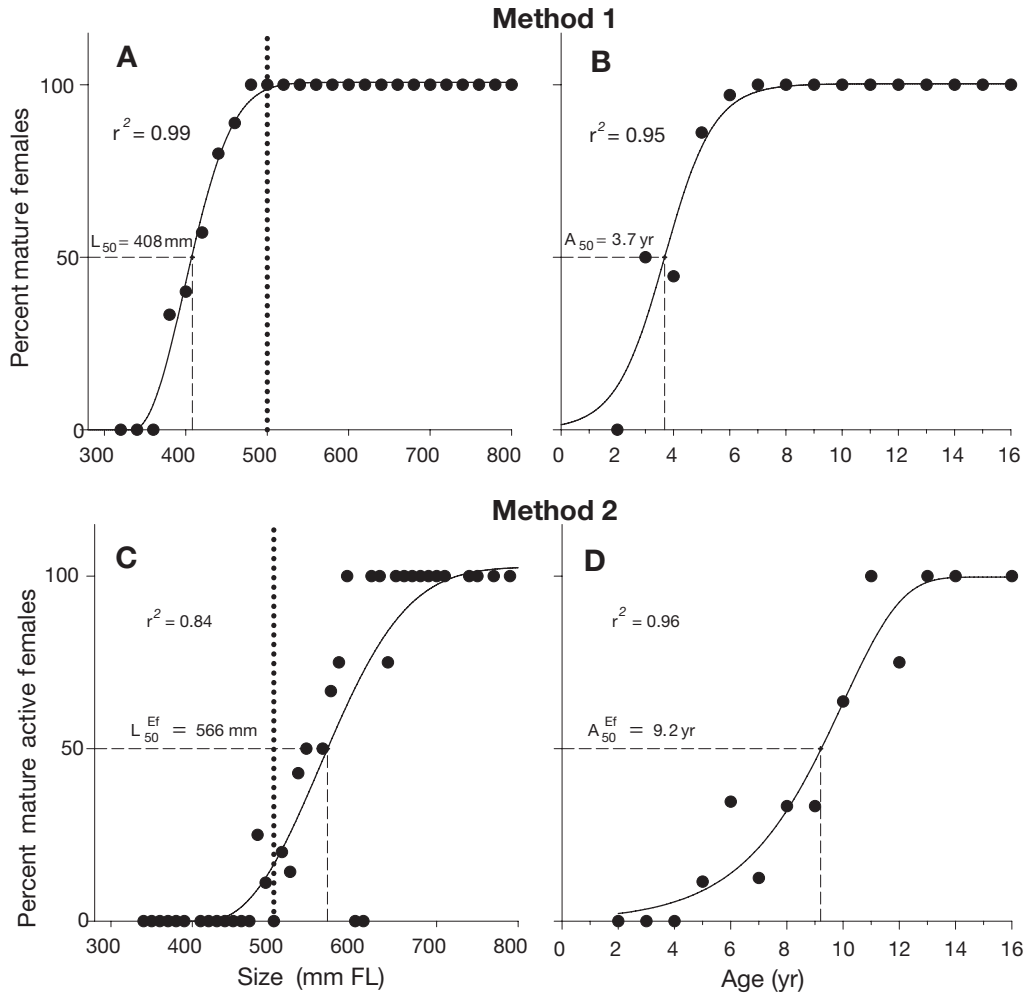 Method 1
A
B
100
r² = 0.99
r² = 0.95
Percent mature females
L50 = 408 mm
A50 = 3.7 yr
50
0
300 400 500 600 700 800
0 2 4 6 8 10 12 14 16
Method 2
C
D
100
r² = 0.84
r² = 0.96
Percent mature active females
L50 Ef = 566 mm
A50 Ef = 9.2 yr
50
0
300 400 500 600 700 800
0 2 4 6 8 10 12 14 16
Size (mm FL)
Age (yr)